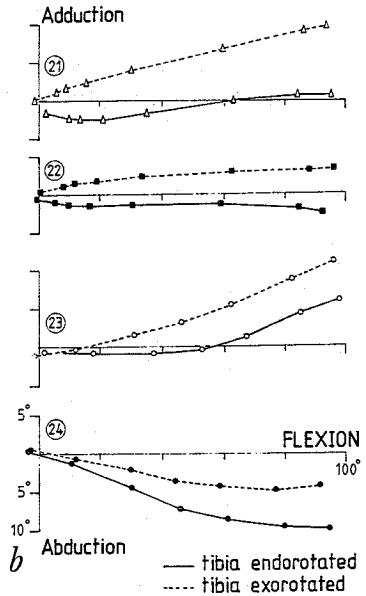 Adduction
21
22
23
5°
24
FLEXION
100°
5°
10°
b
Abduction
tibia endorotated
tibia exorotated